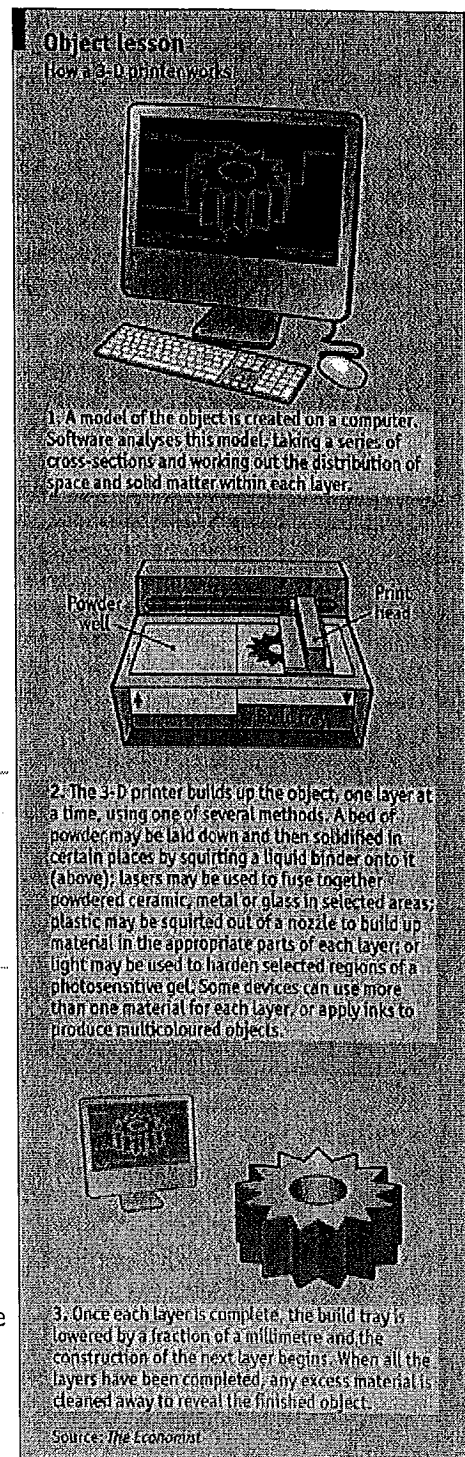 Object lesson
How a 3-D printer works
1. A model of the object is created on a computer.
Software analyses this model, taking a series of
cross-sections and working out the distribution of
space and solid matter within each layer.
Powder
well
Print
head
2. The 3-D printer builds up the object, one layer at
a time, using one of several methods. A bed of
powder may be laid down and then solidified in
certain places by squirting a liquid binder onto it
(above); lasers may be used to fuse together
powdered ceramic, metal or glass in selected areas;
plastic may be squirted out of a nozzle to build up
material in the appropriate parts of each layer; or
light may be used to harden selected regions of a
photosensitive gel. Some devices can use more
than one material for each layer, or apply inks to
produce multicoloured objects.
3. Once each layer is complete, the build tray is
lowered by a fraction of a millimetre and the
construction of the next layer begins. When all the
layers have been completed, any excess material is
cleaned away to reveal the finished object.
Source: The Economist